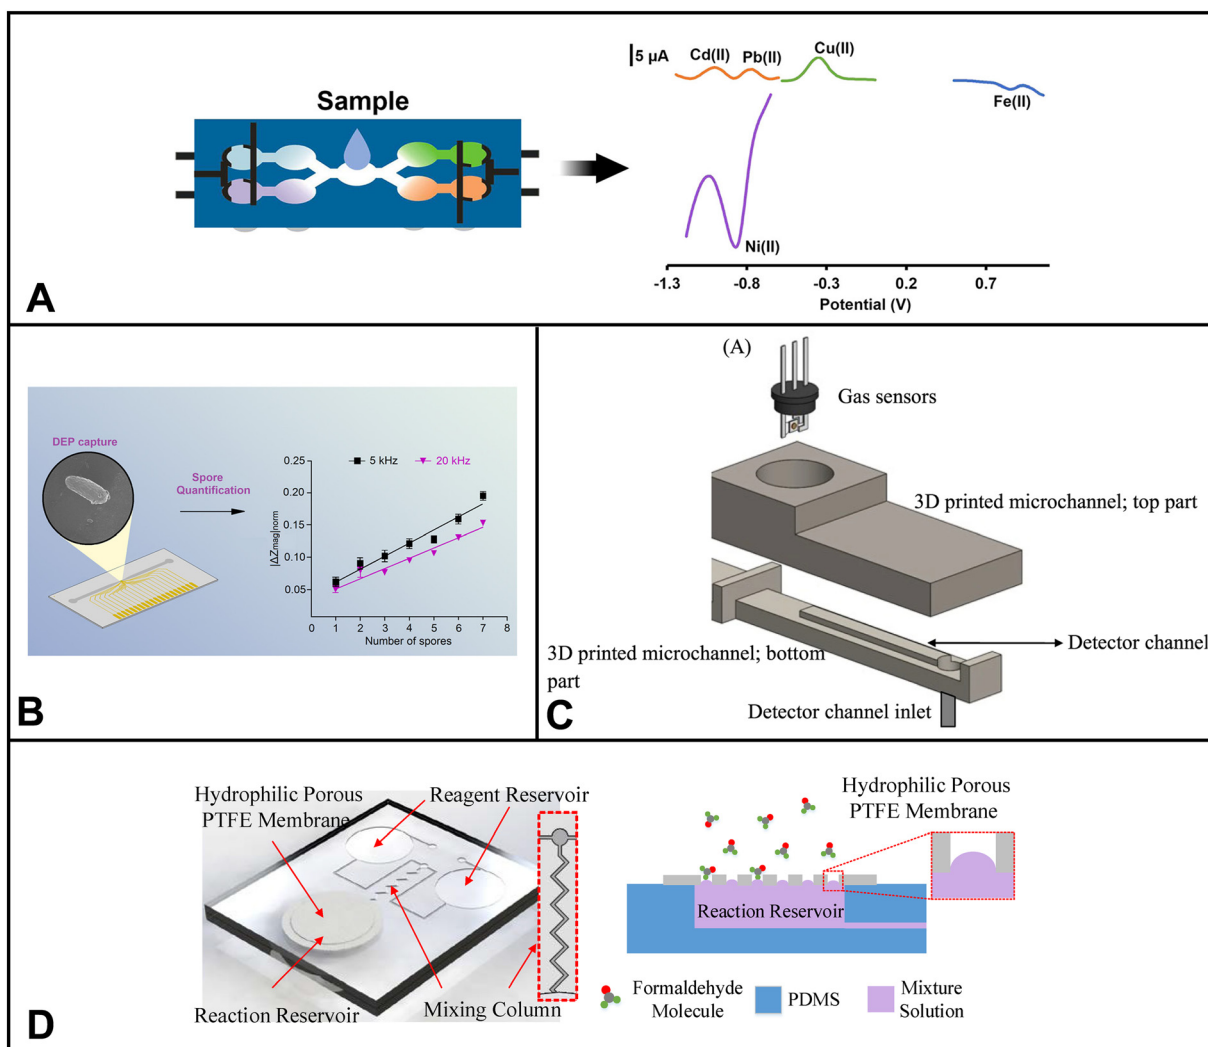 Sample
5 µA
Cd(II)
Pb(II)
Cu(II)
Fe(II)
Ni(II)
-1.3
-0.8
-0.3
0.2
0.7
Potential (V)
A
DEP capture
Spore
Quantification
5 kHz
20 kHz
0.25
0.20
0.15
0.10
0.05
|ΔZmag|norm
0
1
2
3
4
5
6
7
8
Number of spores
B
(A)
Gas sensors
3D printed microchannel; top part
Detector channel
3D printed microchannel; bottom
part
Detector channel inlet
C
Hydrophilic Porous
PTFE Membrane
Reagent Reservoir
Reaction Reservoir
Mixing Column
Hydrophilic Porous
PTFE Membrane
Reaction Reservoir
Formaldehyde
Molecule
PDMS
Mixture
Solution
D